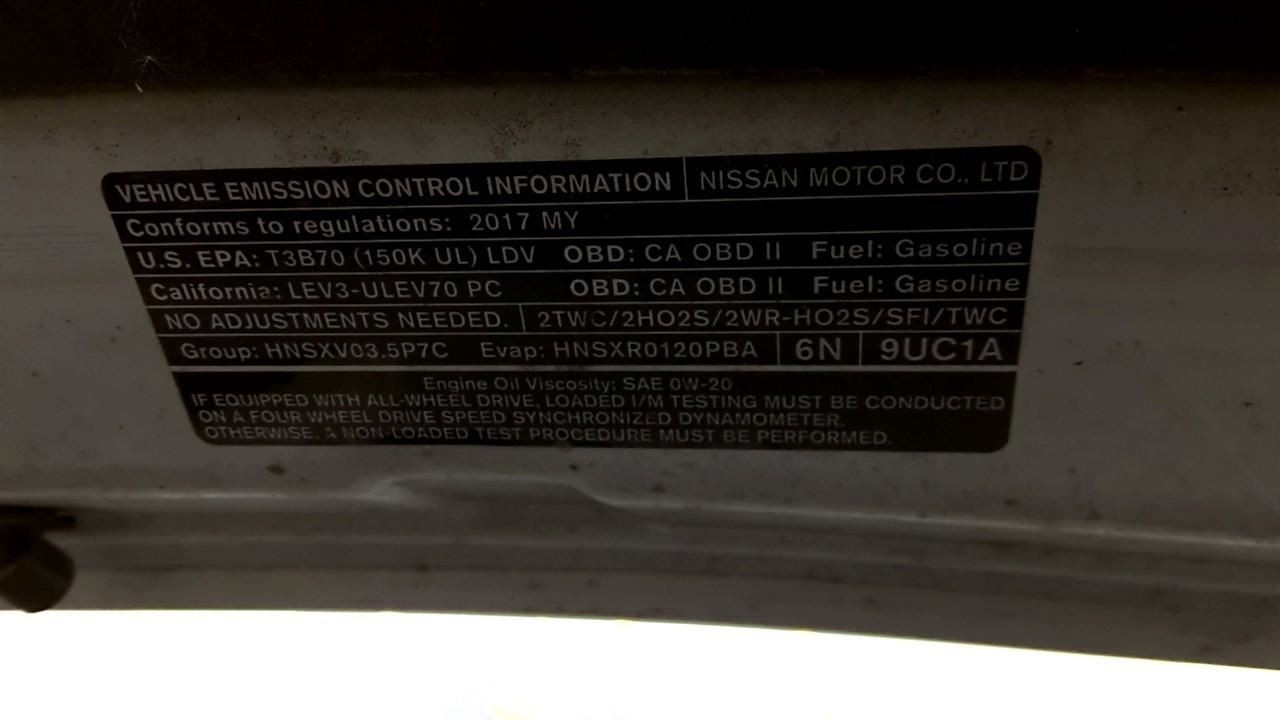 VEHICLE EMISSION CONTROL INFORMATION NISSAN MOTOR CO., LTD
Conforms to regulations: 2017 MY
U.S. EPA: T3B70 (150K UL) LDV OBD: CA OBD II Fuel: Gasoline
California: LEV3-ULEV70 PC OBD: CA OBD II Fuel: Gasoline
NO ADJUSTMENTS NEEDED. 2TWC/2HO2S/2WR-HO2S/SFI/TWC
Group: HNSXV03.5P7C Evap: HNSXR0120PBA 6N 9UC1A
Engine Oil Viscosity: SAE 0W-20
IF EQUIPPED WITH ALL-WHEEL DRIVE, LOADED I/M TESTING MUST BE CONDUCTED
ON A FOUR WHEEL DRIVE SPEED SYNCHRONIZED DYNAMOMETER.
OTHERWISE, A NON-LOADED TEST PROCEDURE MUST BE PERFORMED.